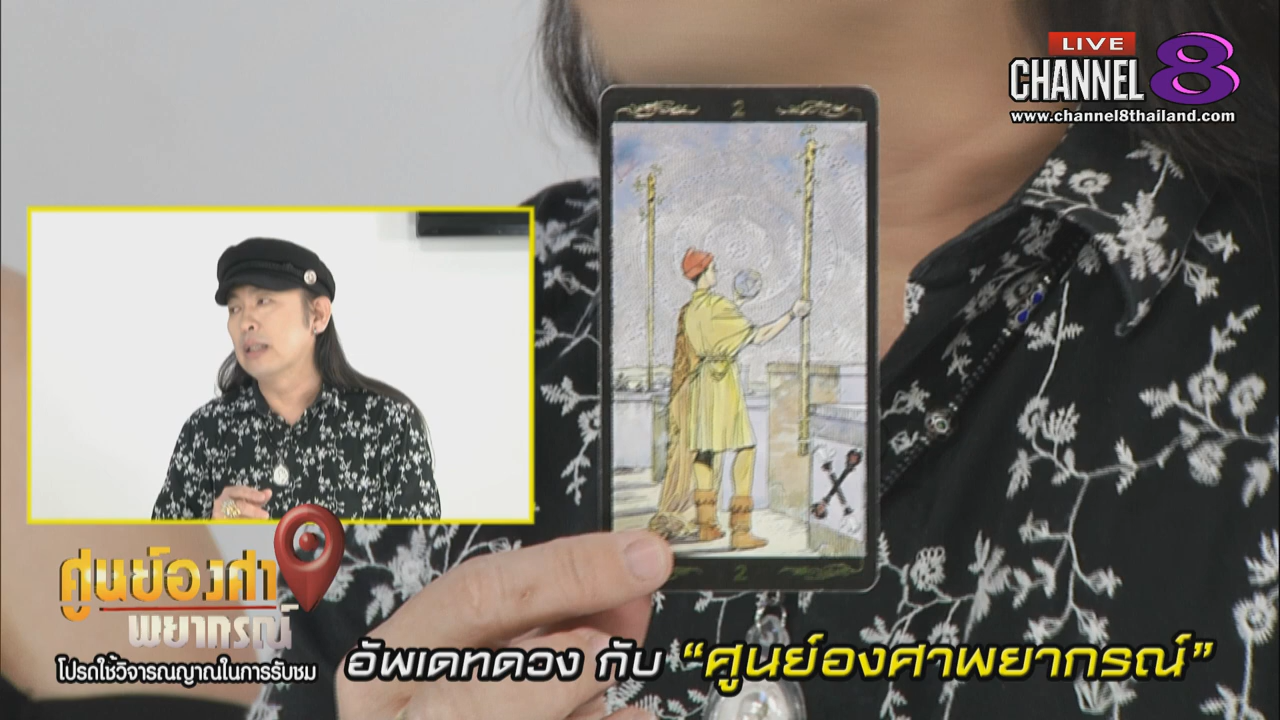 LIVE
CHANNEL 8
www.channel8thailand.com
2
2
ศูนย์องศา
พยากรณ์
โปรดใช้วิจารณญาณในการรับชม
อัพเดทดวง กับ “ศูนย์องศาพยากรณ์”